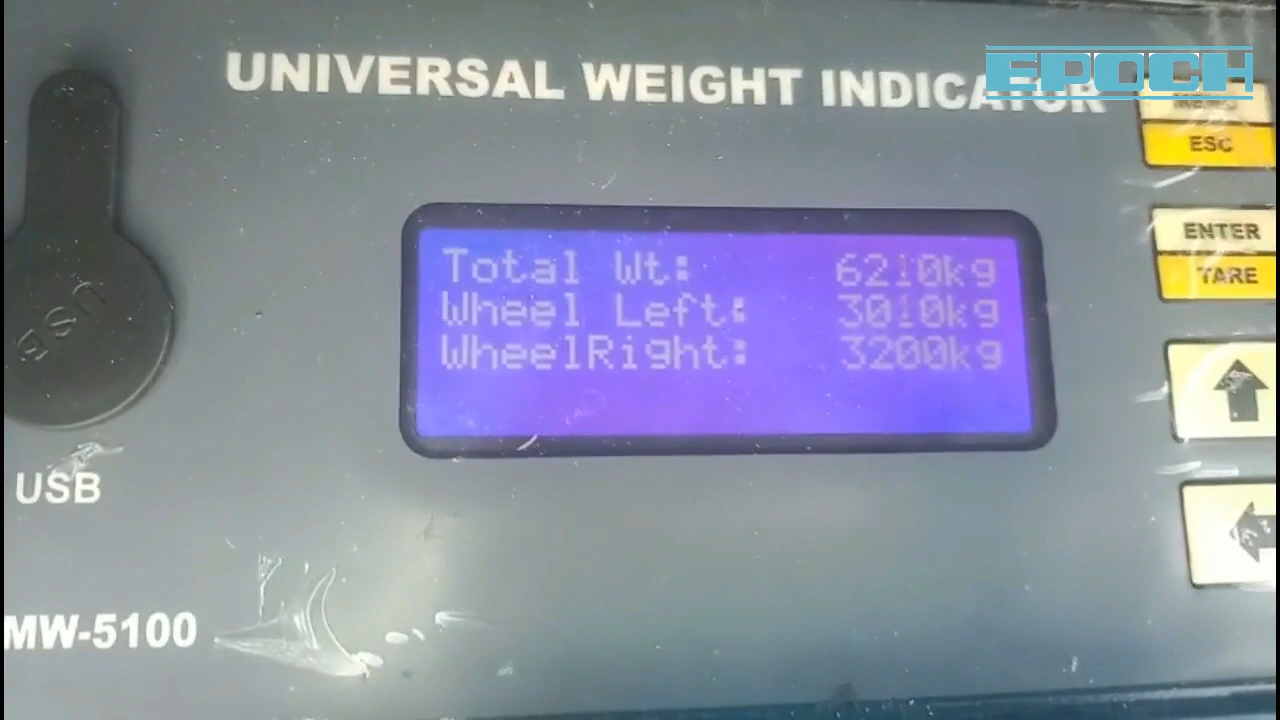 EPOCH
UNIVERSAL WEIGHT INDICATOR
MENU
ESC
ENTER
TARE
Total Wt: 6210kg
Wheel Left: 3010kg
WheelRight: 3200kg
USB
USB
MW-5100